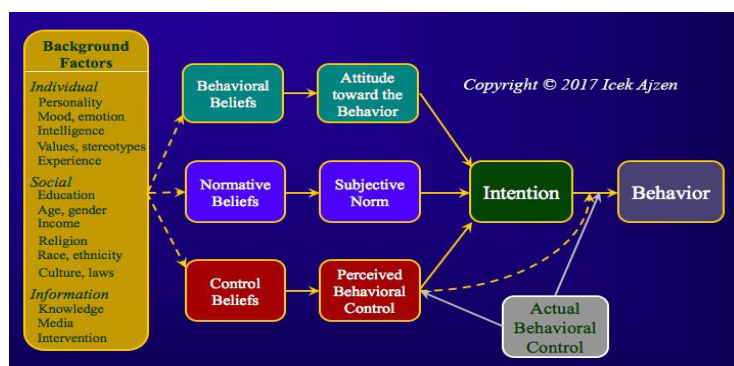 Background
Factors
Individual
Personality
Mood, emotion
Intelligence
Values, stereotypes
Experience
Social
Education
Age, gender
Income
Religion
Race, ethnicity
Culture, laws
Information
Knowledge
Media
Intervention
Behavioral
Beliefs
Attitude
toward the
Behavior
Copyright © 2017 Icek Ajzen
Normative
Beliefs
Subjective
Norm
Intention
Behavior
Control
Beliefs
Perceived
Behavioral
Control
Actual
Behavioral
Control